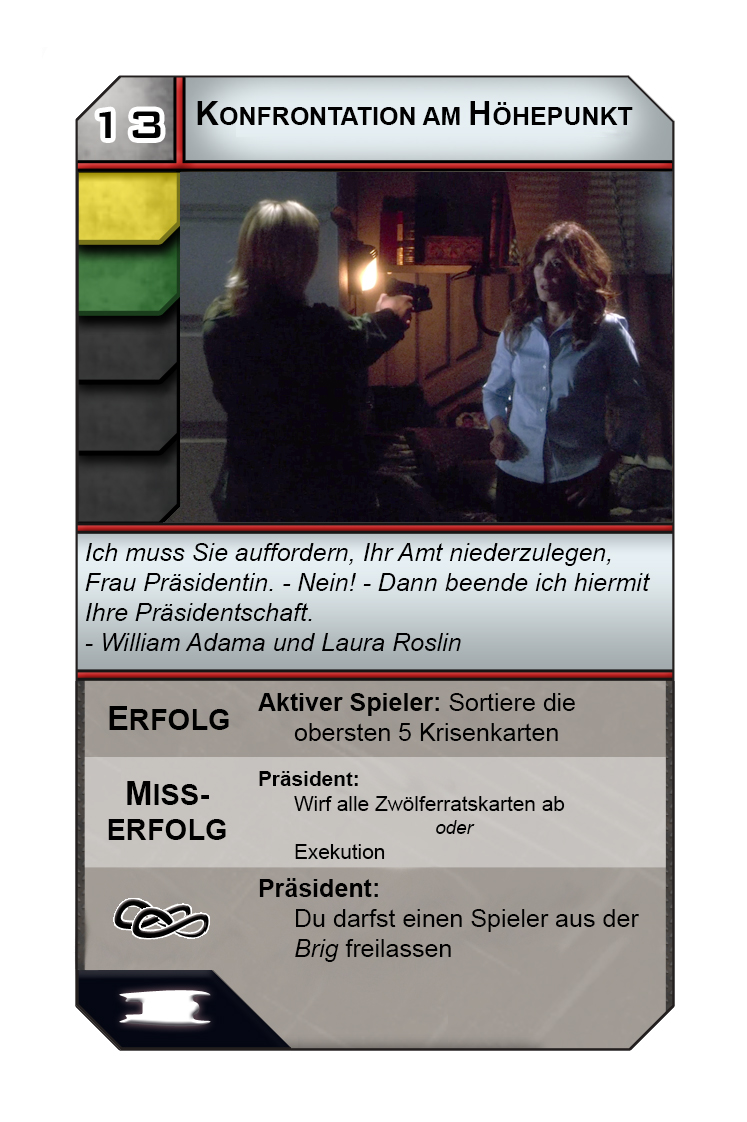 13
KONFRONTATION AM HÖHEPUNKT
Ich muss Sie auffordern, Ihr Amt niederzulegen,
Frau Präsidentin. - Nein! - Dann beende ich hiermit
Ihre Präsidentschaft.
- William Adama und Laura Roslin
ERFOLG
Aktiver Spieler: Sortiere die
obersten 5 Krisenkarten
MISS-
ERFOLG
Präsident:
Wirf alle Zwölferratskarten ab
oder
Exekution
Präsident:
Du darfst einen Spieler aus der
Brig freilassen